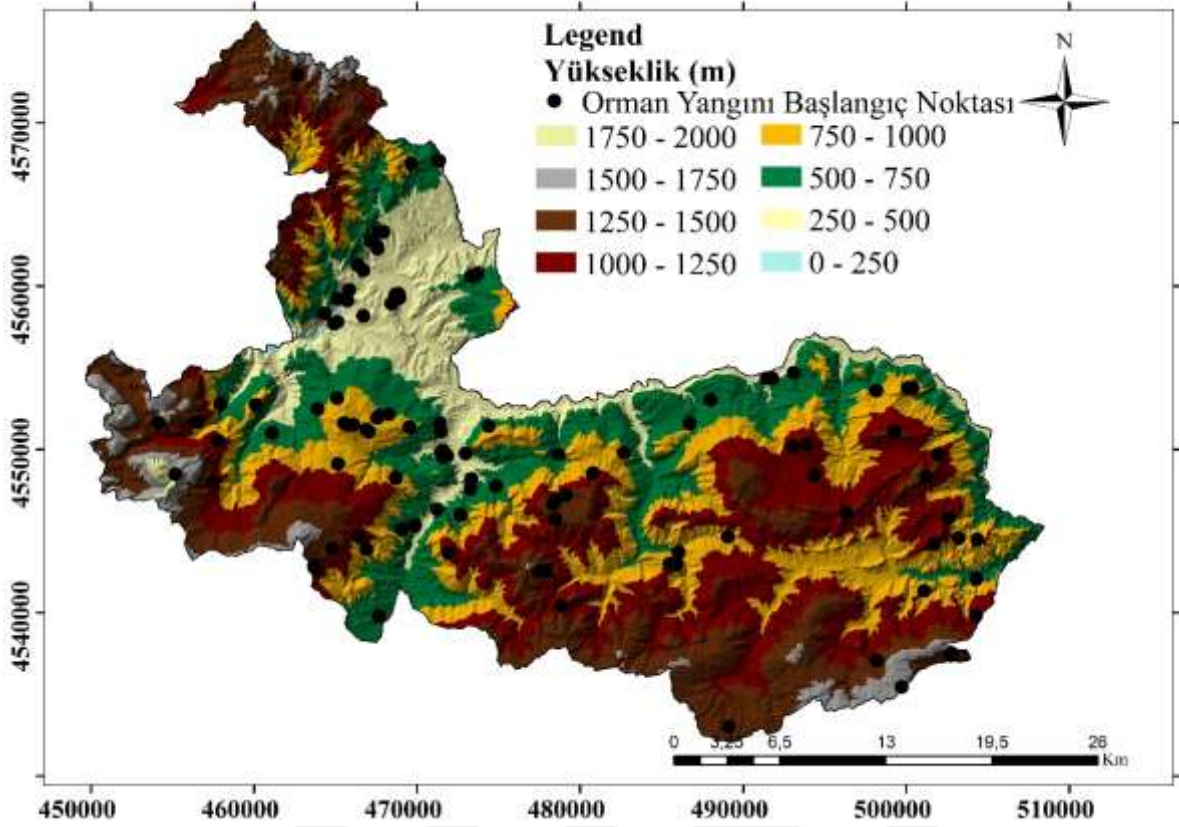 Legend
Yükseklik (m)
Orman Yangını Başlangıç Noktası
1750 - 2000
750 - 1000
1500 - 1750
500 - 750
1250 - 1500
250 - 500
1000 - 1250
0 - 250
N
4570000
4560000
4550000
4540000
0 3,25 6,5 13 19,5 26
Km
450000 460000 470000 480000 490000 500000 510000